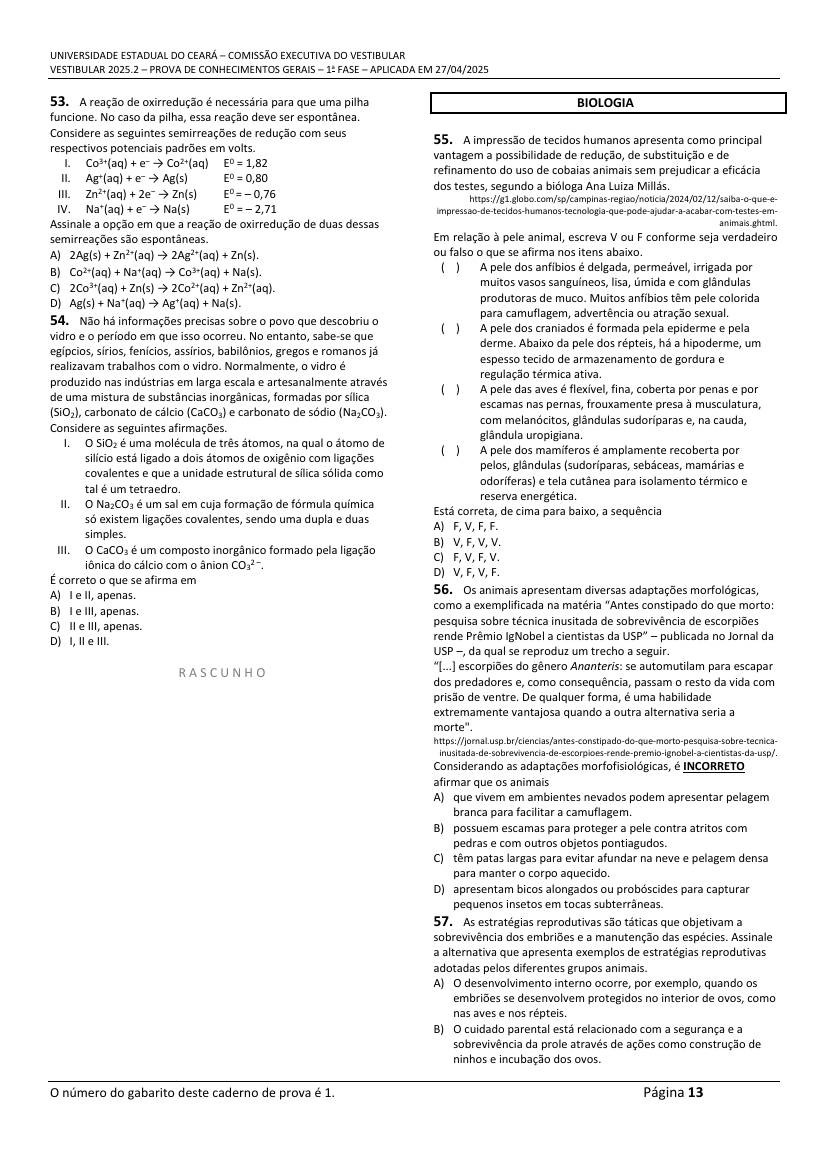 UNIVERSIDADE ESTADUAL DO CEARÁ – COMISSÃO EXECUTIVA DO VESTIBULAR
VESTIBULAR 2025.2 – PROVA DE CONHECIMENTOS GERAIS – 1ª FASE – APLICADA EM 27/04/2025
53. A reação de oxirredução é necessária para que uma pilha
funcione. No caso da pilha, essa reação deve ser espontânea.
Considere as seguintes semirreações de redução com seus
respectivos potenciais padrões em volts.
I. Co³⁺(aq) + e⁻ → Co²⁺(aq) E⁰ = 1,82
II. Ag⁺(aq) + e⁻ → Ag(s) E⁰ = 0,80
III. Zn²⁺(aq) + 2e⁻ → Zn(s) E⁰ = – 0,76
IV. Na⁺(aq) + e⁻ → Na(s) E⁰ = – 2,71
Assinale a opção em que a reação de oxirredução de duas dessas
semirreações são espontâneas.
A) 2Ag(s) + Zn²⁺(aq) → 2Ag²⁺(aq) + Zn(s).
B) Co²⁺(aq) + Na⁺(aq) → Co³⁺(aq) + Na(s).
C) 2Co³⁺(aq) + Zn(s) → 2Co²⁺(aq) + Zn²⁺(aq).
D) Ag(s) + Na⁺(aq) → Ag⁺(aq) + Na(s).
54. Não há informações precisas sobre o povo que descobriu o
vidro e o período em que isso ocorreu. No entanto, sabe-se que
egípcios, sírios, fenícios, assírios, babilônios, gregos e romanos já
realizavam trabalhos com o vidro. Normalmente, o vidro é
produzido nas indústrias em larga escala e artesanalmente através
de uma mistura de substâncias inorgânicas, formadas por sílica
(SiO₂), carbonato de cálcio (CaCO₃) e carbonato de sódio (Na₂CO₃).
Considere as seguintes afirmações.
I. O SiO₂ é uma molécula de três átomos, na qual o átomo de
silício está ligado a dois átomos de oxigênio com ligações
covalentes e que a unidade estrutural de sílica sólida como
tal é um tetraedro.
II. O Na₂CO₃ é um sal em cuja formação de fórmula química
só existem ligações covalentes, sendo uma dupla e duas
simples.
III. O CaCO₃ é um composto inorgânico formado pela ligação
iônica do cálcio com o ânion CO₃²⁻.
É correto o que se afirma em
A) I e II, apenas.
B) I e III, apenas.
C) II e III, apenas.
D) I, II e III.
RASCUNHO
BIOLOGIA
55. A impressão de tecidos humanos apresenta como principal
vantagem a possibilidade de redução, de substituição e de
refinamento do uso de cobaias animais sem prejudicar a eficácia
dos testes, segundo a bióloga Ana Luiza Millás.
https://g1.globo.com/sp/campinas-regiao/noticia/2024/02/12/saiba-o-que-e-
impressao-de-tecidos-humanos-tecnologia-que-pode-ajudar-a-acabar-com-testes-em-
animais.ghtml.
Em relação à pele animal, escreva V ou F conforme seja verdadeiro
ou falso o que se afirma nos itens abaixo.
( ) A pele dos anfíbios é delgada, permeável, irrigada por
muitos vasos sanguíneos, lisa, úmida e com glândulas
produtoras de muco. Muitos anfíbios têm pele colorida
para camuflagem, advertência ou atração sexual.
( ) A pele dos craniados é formada pela epiderme e pela
derme. Abaixo da pele dos répteis, há a hipoderme, um
espesso tecido de armazenamento de gordura e
regulação térmica ativa.
( ) A pele das aves é flexível, fina, coberta por penas e por
escamas nas pernas, frouxamente presa à musculatura,
com melanócitos, glândulas sudoríparas e, na cauda,
glândula uropigiana.
( ) A pele dos mamíferos é amplamente recoberta por
pelos, glândulas (sudoríparas, sebáceas, mamárias e
odoríferas) e tela cutânea para isolamento térmico e
reserva energética.
Está correta, de cima para baixo, a sequência
A) F, V, F, F.
B) V, F, V, V.
C) F, V, F, V.
D) V, F, V, F.
56. Os animais apresentam diversas adaptações morfológicas,
como a exemplificada na matéria “Antes constipado do que morto:
pesquisa sobre técnica inusitada de sobrevivência de escorpiões
rende Prêmio IgNobel a cientistas da USP” – publicada no Jornal da
USP –, da qual se reproduz um trecho a seguir.
“[...] escorpiões do gênero Ananteris: se automutilam para escapar
dos predadores e, como consequência, passam o resto da vida com
prisão de ventre. De qualquer forma, é uma habilidade
extremamente vantajosa quando a outra alternativa seria a
morte".
https://jornal.usp.br/ciencias/antes-constipado-do-que-morto-pesquisa-sobre-tecnica-
inusitada-de-sobrevivencia-de-escorpioes-rende-premio-ignobel-a-cientistas-da-usp/.
Considerando as adaptações morfofisiológicas, é INCORRETO
afirmar que os animais
A) que vivem em ambientes nevados podem apresentar pelagem
branca para facilitar a camuflagem.
B) possuem escamas para proteger a pele contra atritos com
pedras e com outros objetos pontiagudos.
C) têm patas largas para evitar afundar na neve e pelagem densa
para manter o corpo aquecido.
D) apresentam bicos alongados ou probóscides para capturar
pequenos insetos em tocas subterrâneas.
57. As estratégias reprodutivas são táticas que objetivam a
sobrevivência dos embriões e a manutenção das espécies. Assinale
a alternativa que apresenta exemplos de estratégias reprodutivas
adotadas pelos diferentes grupos animais.
A) O desenvolvimento interno ocorre, por exemplo, quando os
embriões se desenvolvem protegidos no interior de ovos, como
nas aves e nos répteis.
B) O cuidado parental está relacionado com a segurança e a
sobrevivência da prole através de ações como construção de
ninhos e incubação dos ovos.
O número do gabarito deste caderno de prova é 1.
Página 13